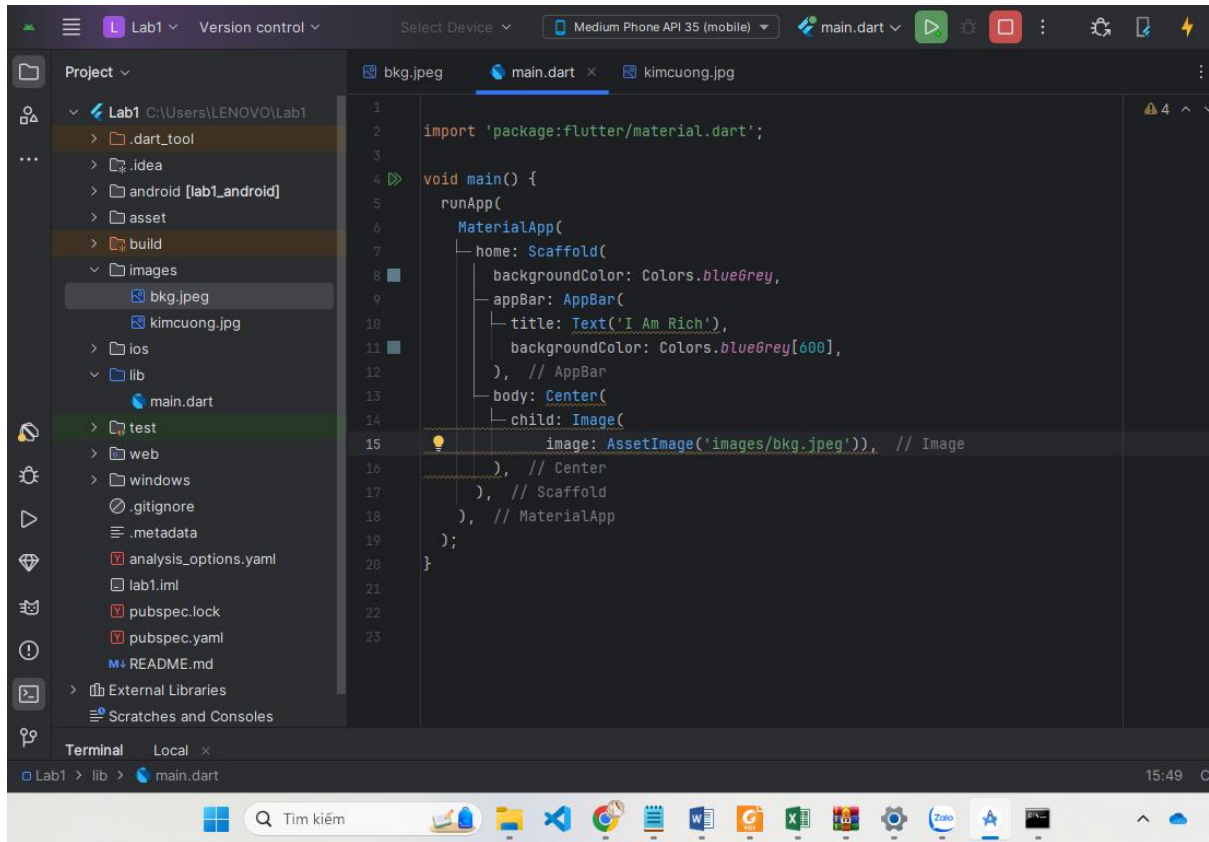 L Lab1 Version control Select Device Medium Phone API 35 (mobile) main.dart
Project
bkg.jpeg main.dart kimcuong.jpg
Lab1 C:\Users\LENOVO\Lab1
.dart_tool
.idea
android [lab1_android]
asset
build
images
bkg.jpeg
kimcuong.jpg
ios
lib
main.dart
test
web
windows
.gitignore
.metadata
analysis_options.yaml
lab1.iml
pubspec.lock
pubspec.yaml
README.md
External Libraries
Scratches and Consoles
4
1
2 import 'package:flutter/material.dart';
3
4 void main() {
5 runApp(
6 MaterialApp(
7 home: Scaffold(
8 backgroundColor: Colors.blueGrey,
9 appBar: AppBar(
10 title: Text('I Am Rich'),
11 backgroundColor: Colors.blueGrey[600],
12 ), // AppBar
13 body: Center(
14 child: Image(
15 image: AssetImage('images/bkg.jpeg')), // Image
16 ), // Center
17 ), // Scaffold
18 ), // MaterialApp
19 );
20 }
21
22
23
Terminal Local
Lab1 > lib > main.dart 15:49
Tìm kiếm
Zalo